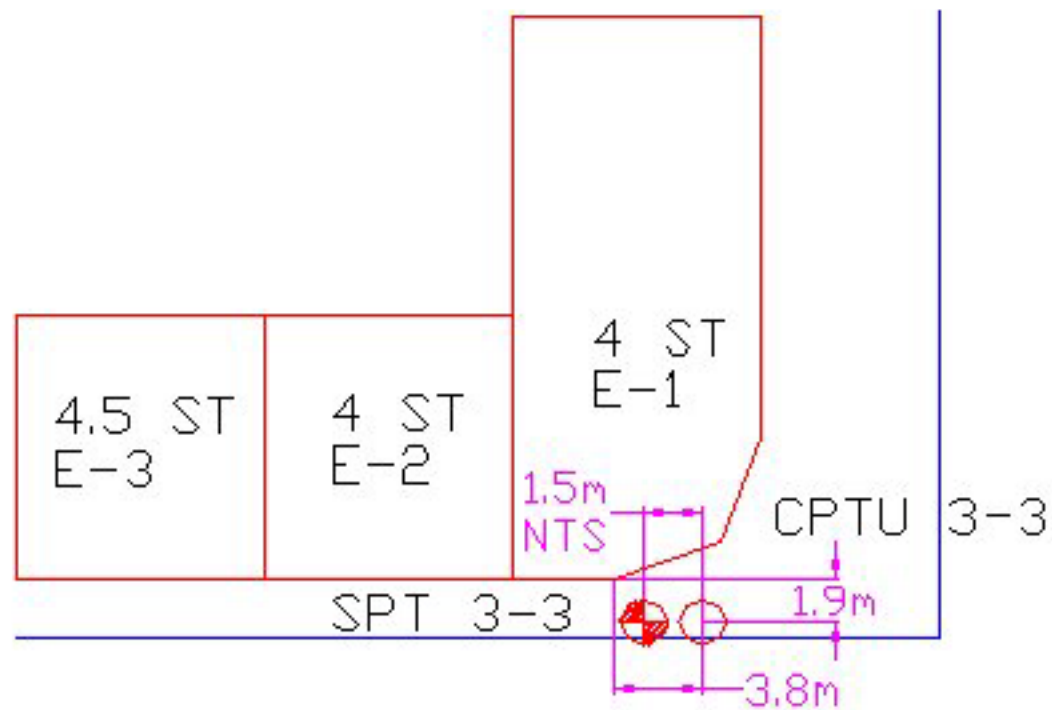 4 ST
E-1
4.5 ST
E-3
4 ST
E-2
1.5m
NTS
CPTU 3-3
SPT 3-3
1.9m
3.8m